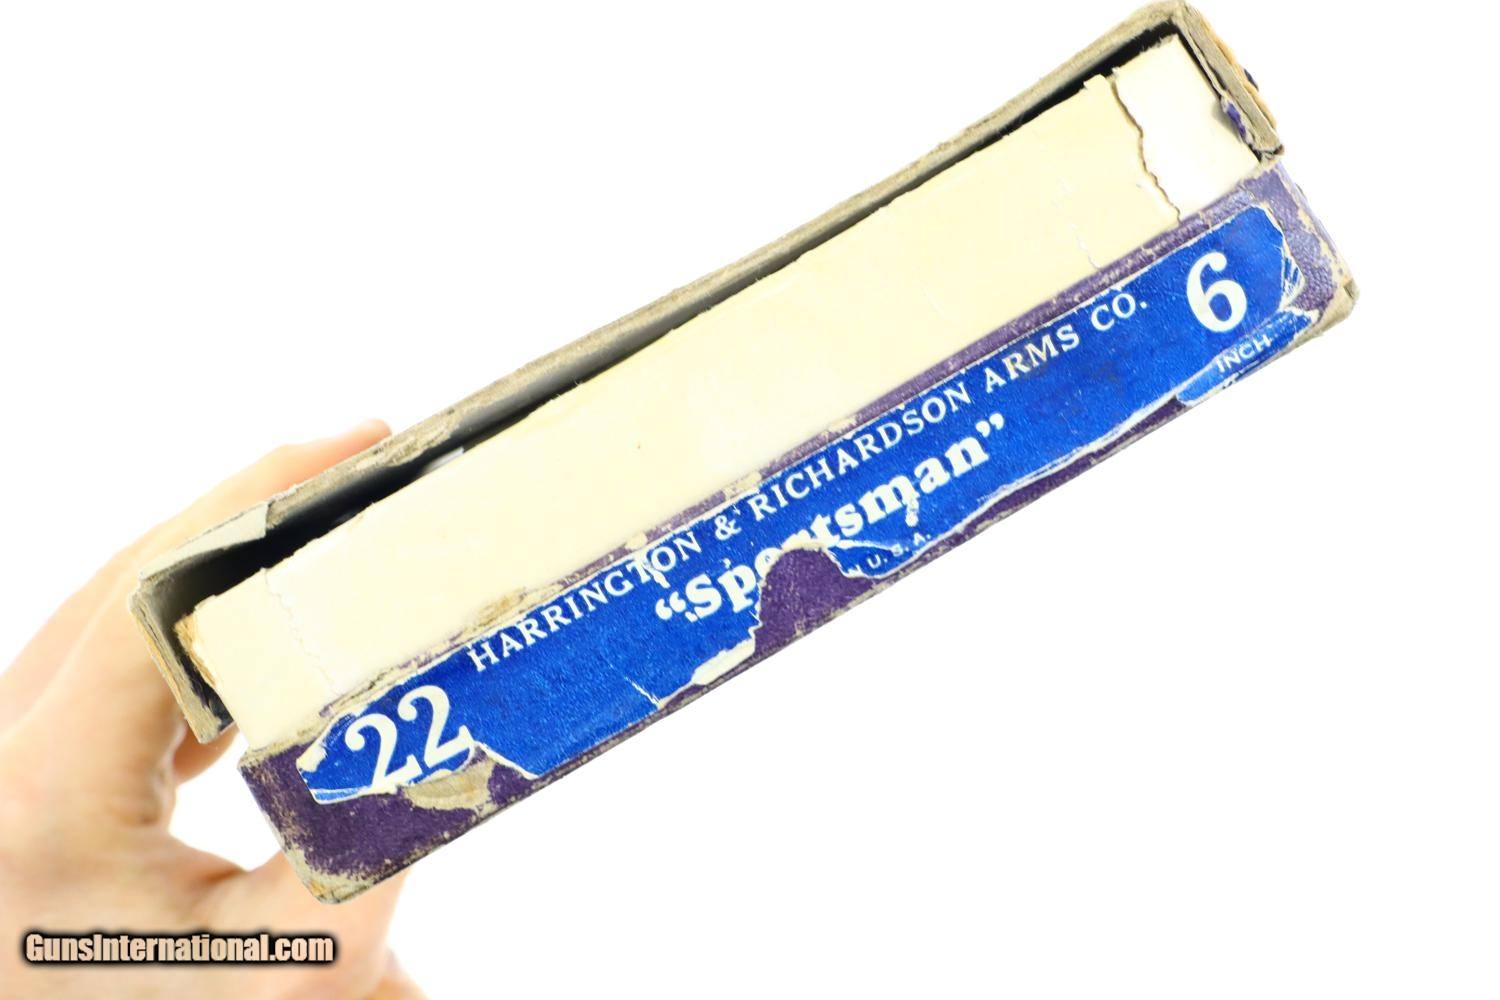 22 HARRINGTON & RICHARDSON ARMS CO. 6
"Sportsman" INCH
U.S.A.
GunsInternational.com